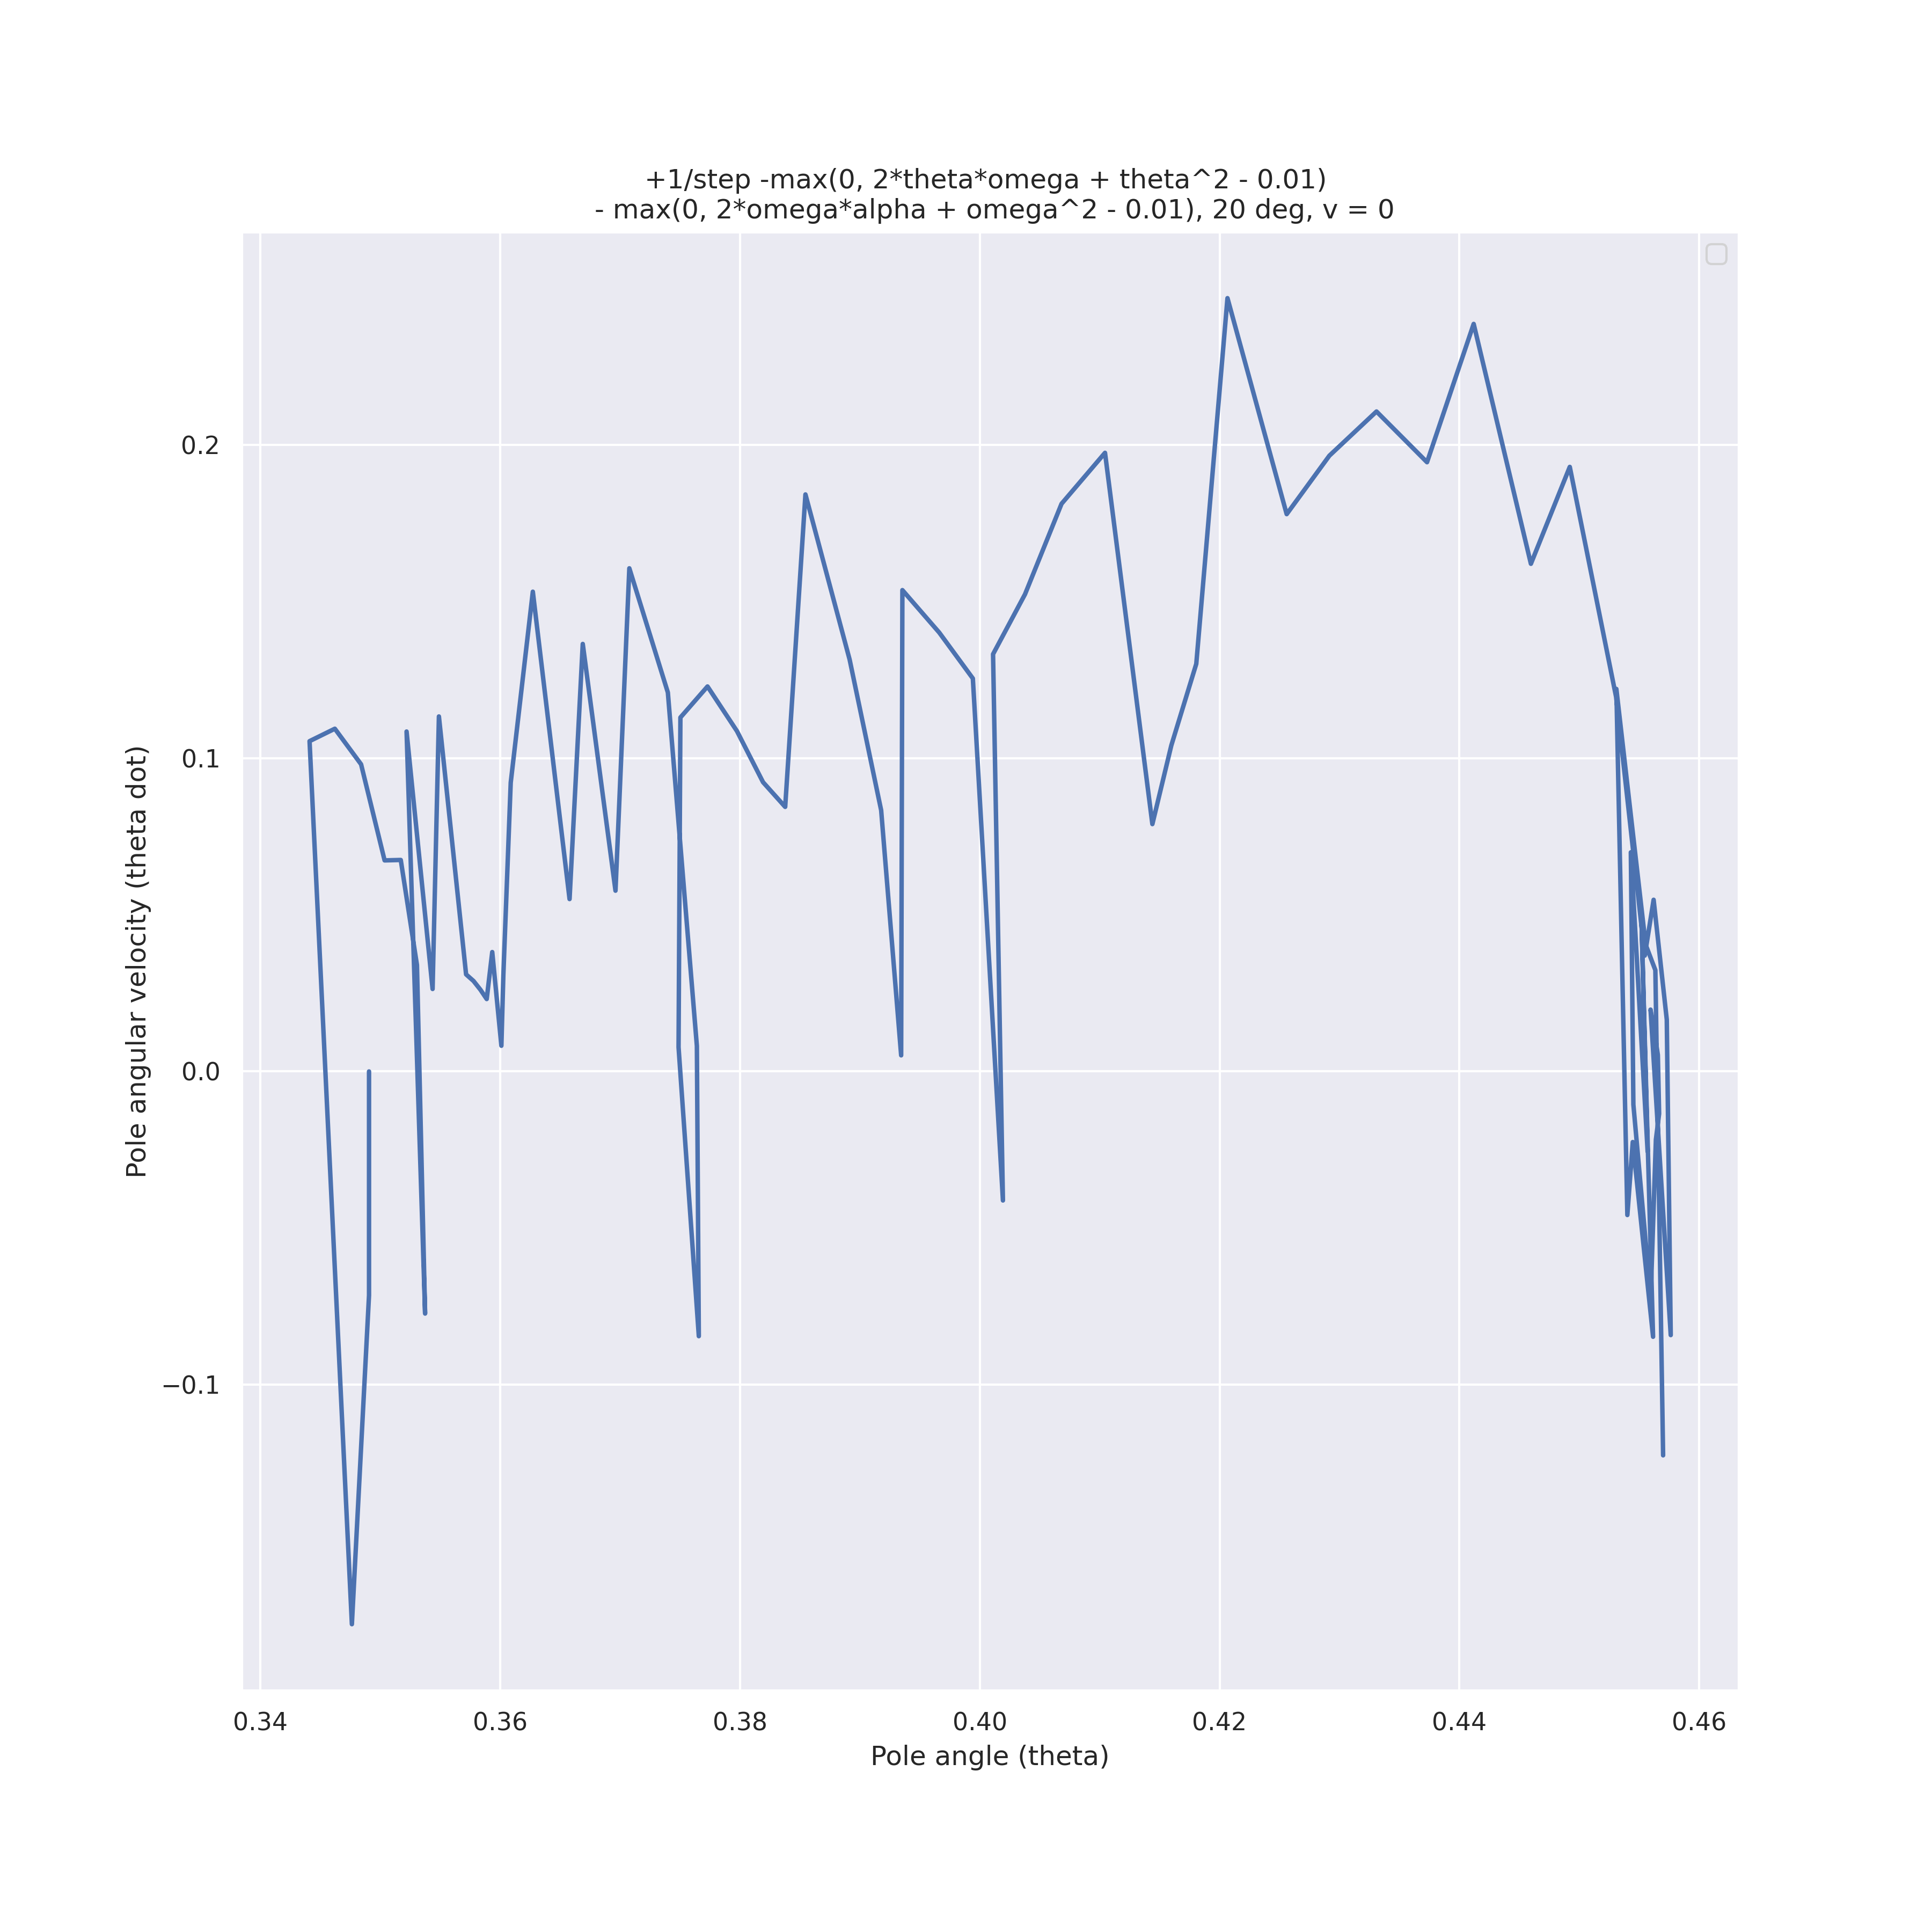 +1/step -max(0, 2*theta*omega + theta^2 - 0.01)
- max(0, 2*omega*alpha + omega^2 - 0.01), 20 deg, v = 0
Pole angular velocity (theta dot)
0.2
0.1
0.0
−0.1
0.34 0.36 0.38 0.40 0.42 0.44 0.46
Pole angle (theta)